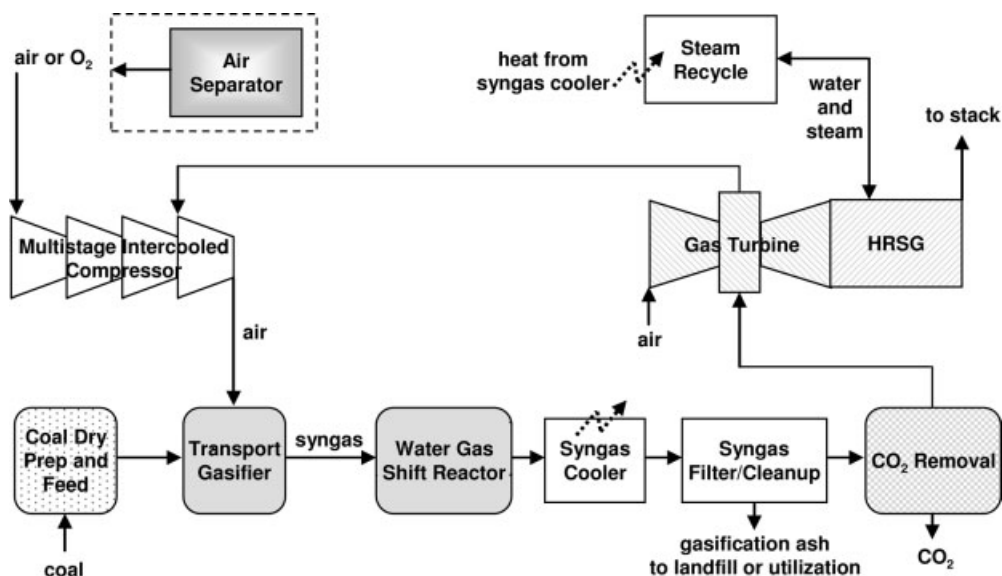 air or O₂
Air
Separator
heat from
syngas cooler
Steam
Recycle
water
and
steam
to stack
Multistage Intercooled
Compressor
Gas Turbine
HRSG
air
air
Coal Dry
Prep and
Feed
Transport
Gasifier
syngas
Water Gas
Shift Reactor
Syngas
Cooler
Syngas
Filter/Cleanup
CO₂ Removal
coal
gasification ash
to landfill or utilization
CO₂